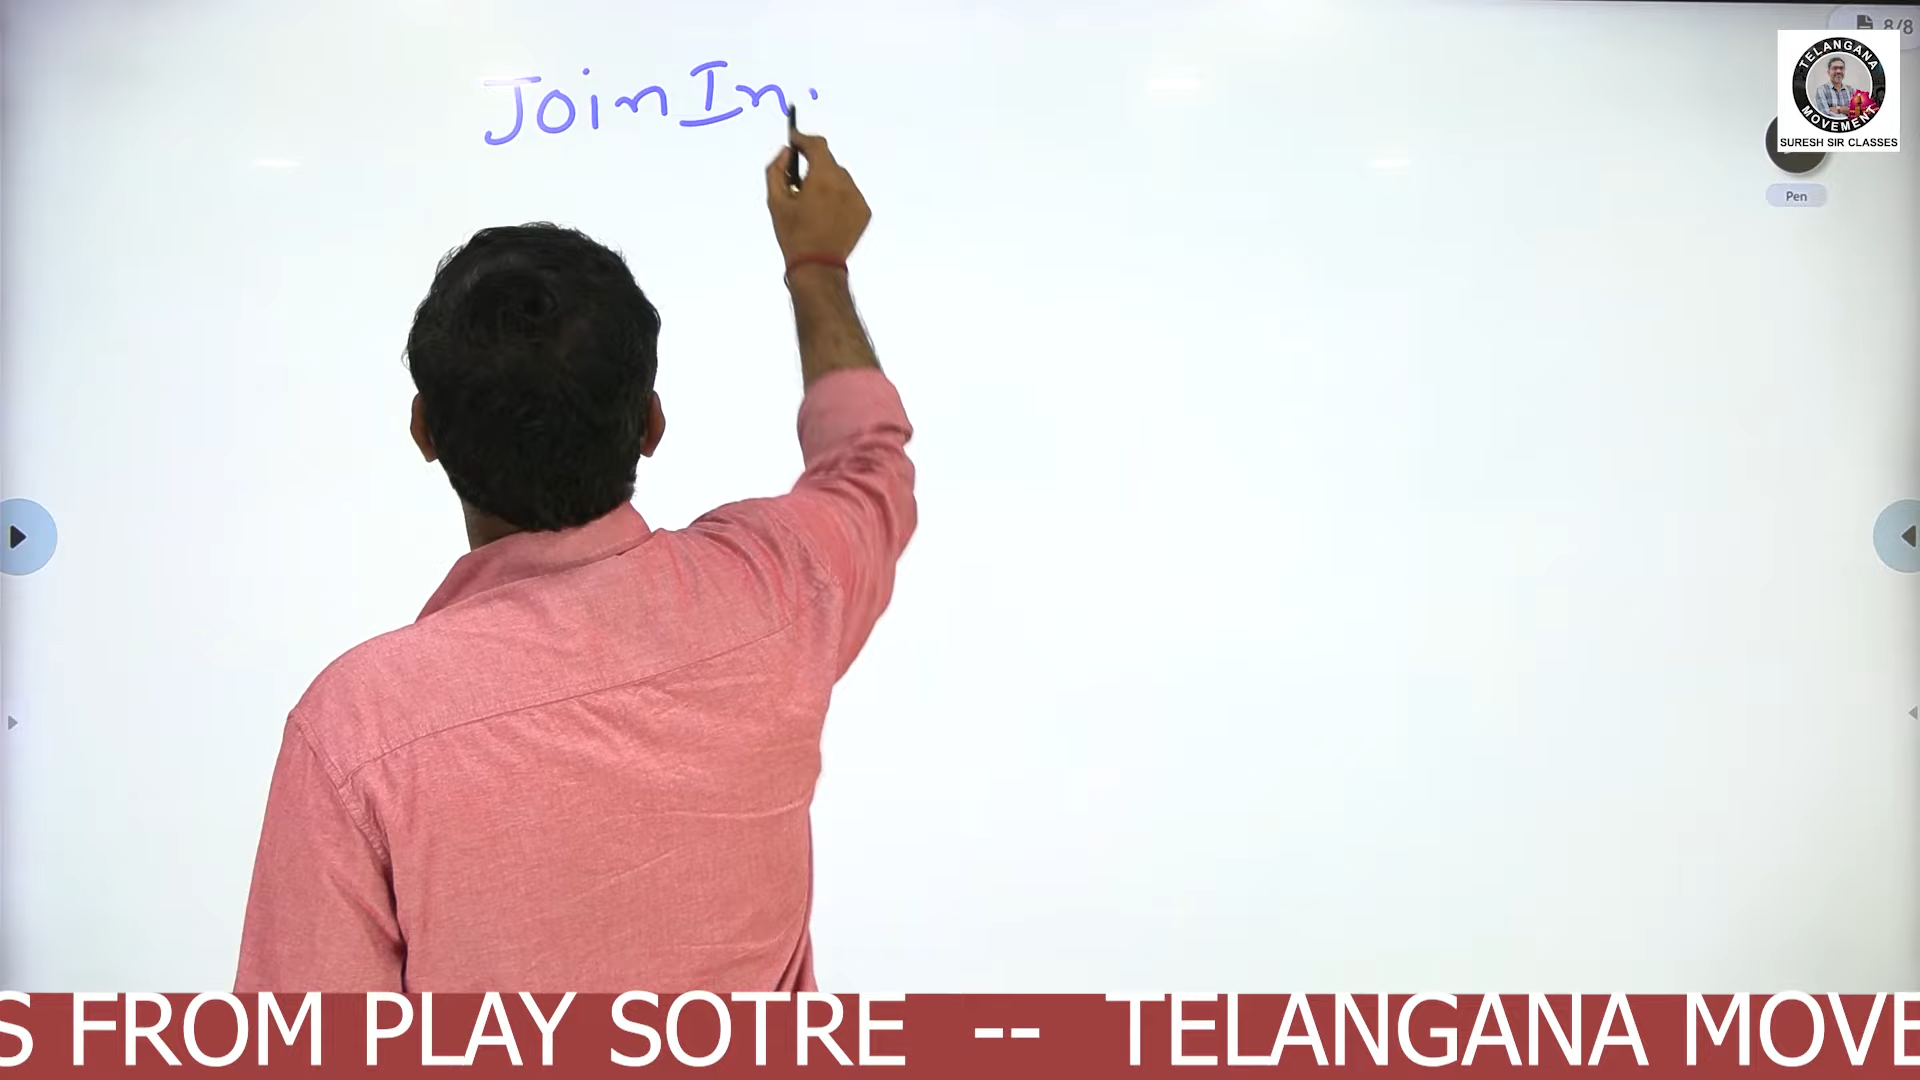 Join In.
8/8
TELANGANA
MOVEMENT
SURESH SIR CLASSES
Pen
S FROM PLAY SOTRE -- TELANGANA MOVE